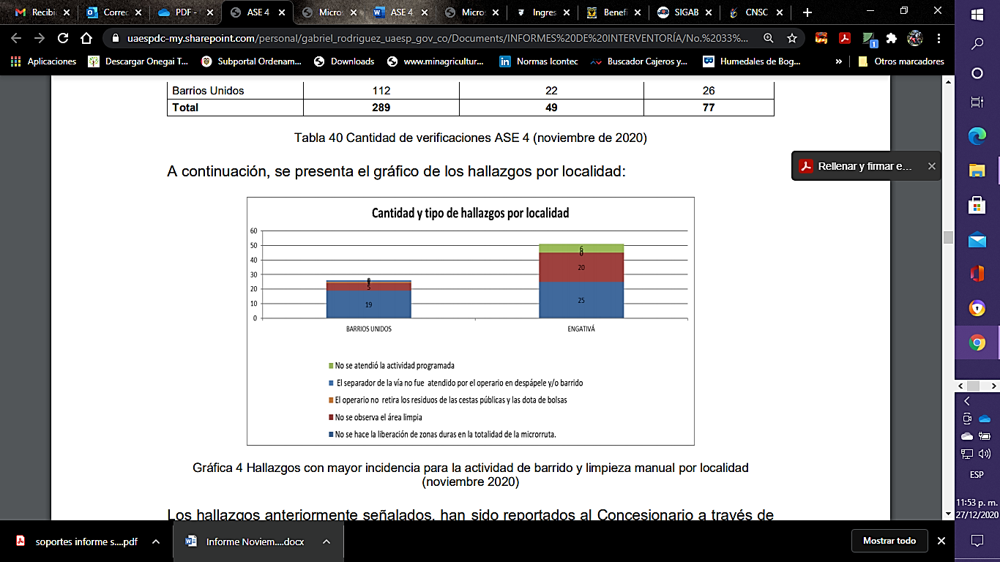 Recibi
Correc
PDF -
ASE 4
Micros
ASE 4
Micros
Ingres
Benefi
SIGAB
CNSC
uaespdc-my.sharepoint.com/personal/gabriel_rodriguez_uaesp_gov_co/Documents/INFORMES%20DE%20INTERVENTORÍA/No.%2033%...
Aplicaciones
Descargar Onegai T...
Subportal Ordenam...
Downloads
www.minagricultur...
Normas Icontec
Buscador Cajeros y...
Humedales de Bog...
»
Otros marcadores
Barrios Unidos 112 22 26
Total 289 49 77
Tabla 40 Cantidad de verificaciones ASE 4 (noviembre de 2020)
A continuación, se presenta el gráfico de los hallazgos por localidad:
Rellenar y firmar e...
Cantidad y tipo de hallazgos por localidad
60
50
40
30
20
10
0
5
19
6
0
20
25
BARRIOS UNIDOS
ENGATIVÁ
No se atendió la actividad programada
El separador de la vía no fue atendido por el operario en despápele y/o barrido
El operario no retira los residuos de las cestas públicas y las dota de bolsas
No se observa el área limpia
No se hace la liberación de zonas duras en la totalidad de la microrruta.
Gráfica 4 Hallazgos con mayor incidencia para la actividad de barrido y limpieza manual por localidad
(noviembre 2020)
Los hallazgos anteriormente señalados, han sido reportados al Concesionario a través de
ESP
11:53 p. m.
27/12/2020
soportes informe s....pdf
Informe Noviem....docx
Mostrar todo